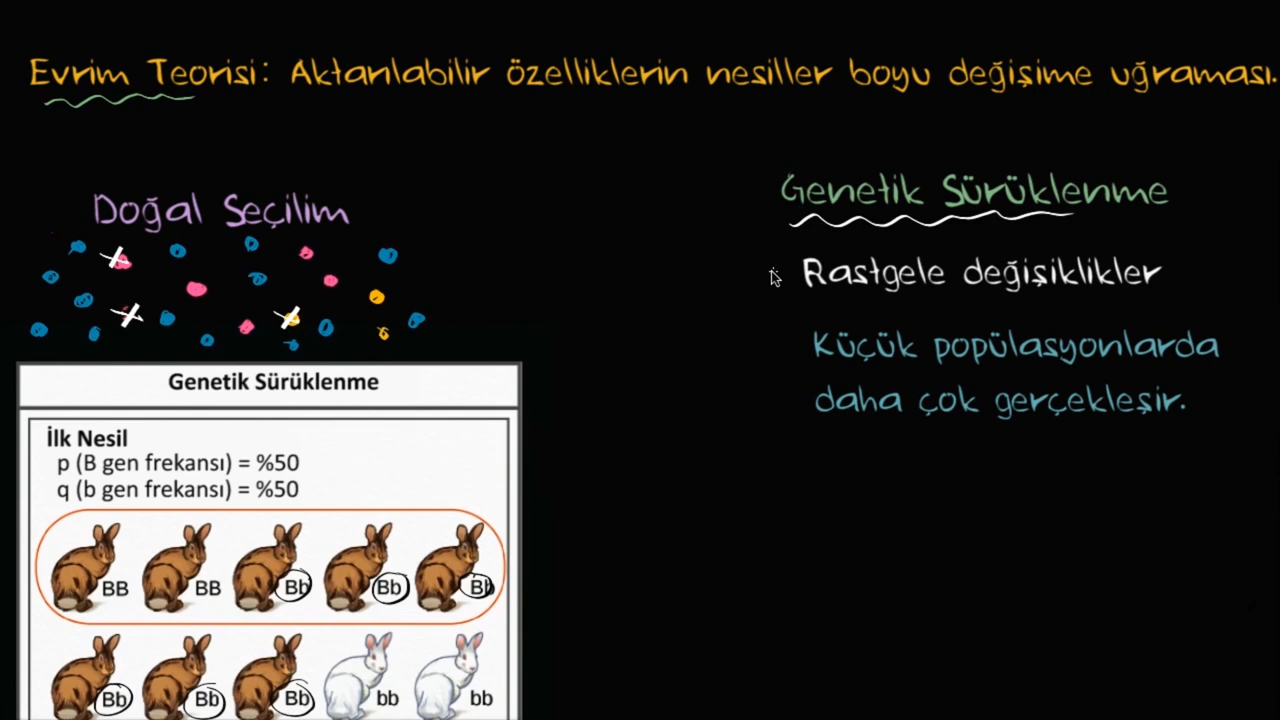 Evrim Teorisi: Aktarılabilir özelliklerin nesiller boyu değişime uğraması.
Doğal Seçilim
Genetik Sürüklenme
Rastgele değişiklikler
Küçük popülasyonlarda
daha çok gerçekleşir.
Genetik Sürüklenme
İlk Nesil
p (B gen frekansı) = %50
q (b gen frekansı) = %50
BB BB Bb Bb Bb
Bb Bb Bb bb bb